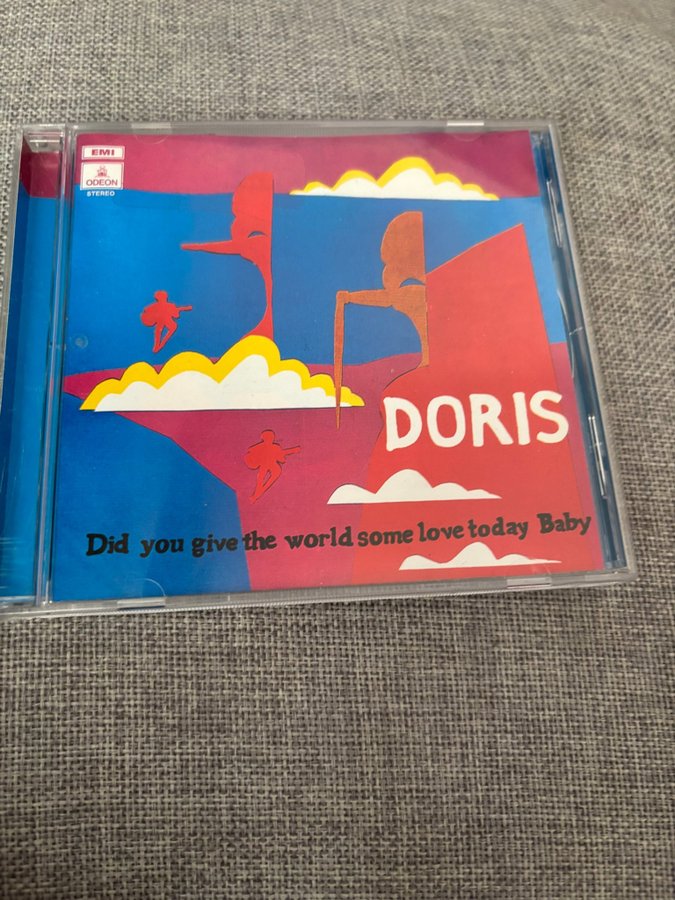 EMI
ODEON
STEREO
DORIS
Did you give the world some love today Baby